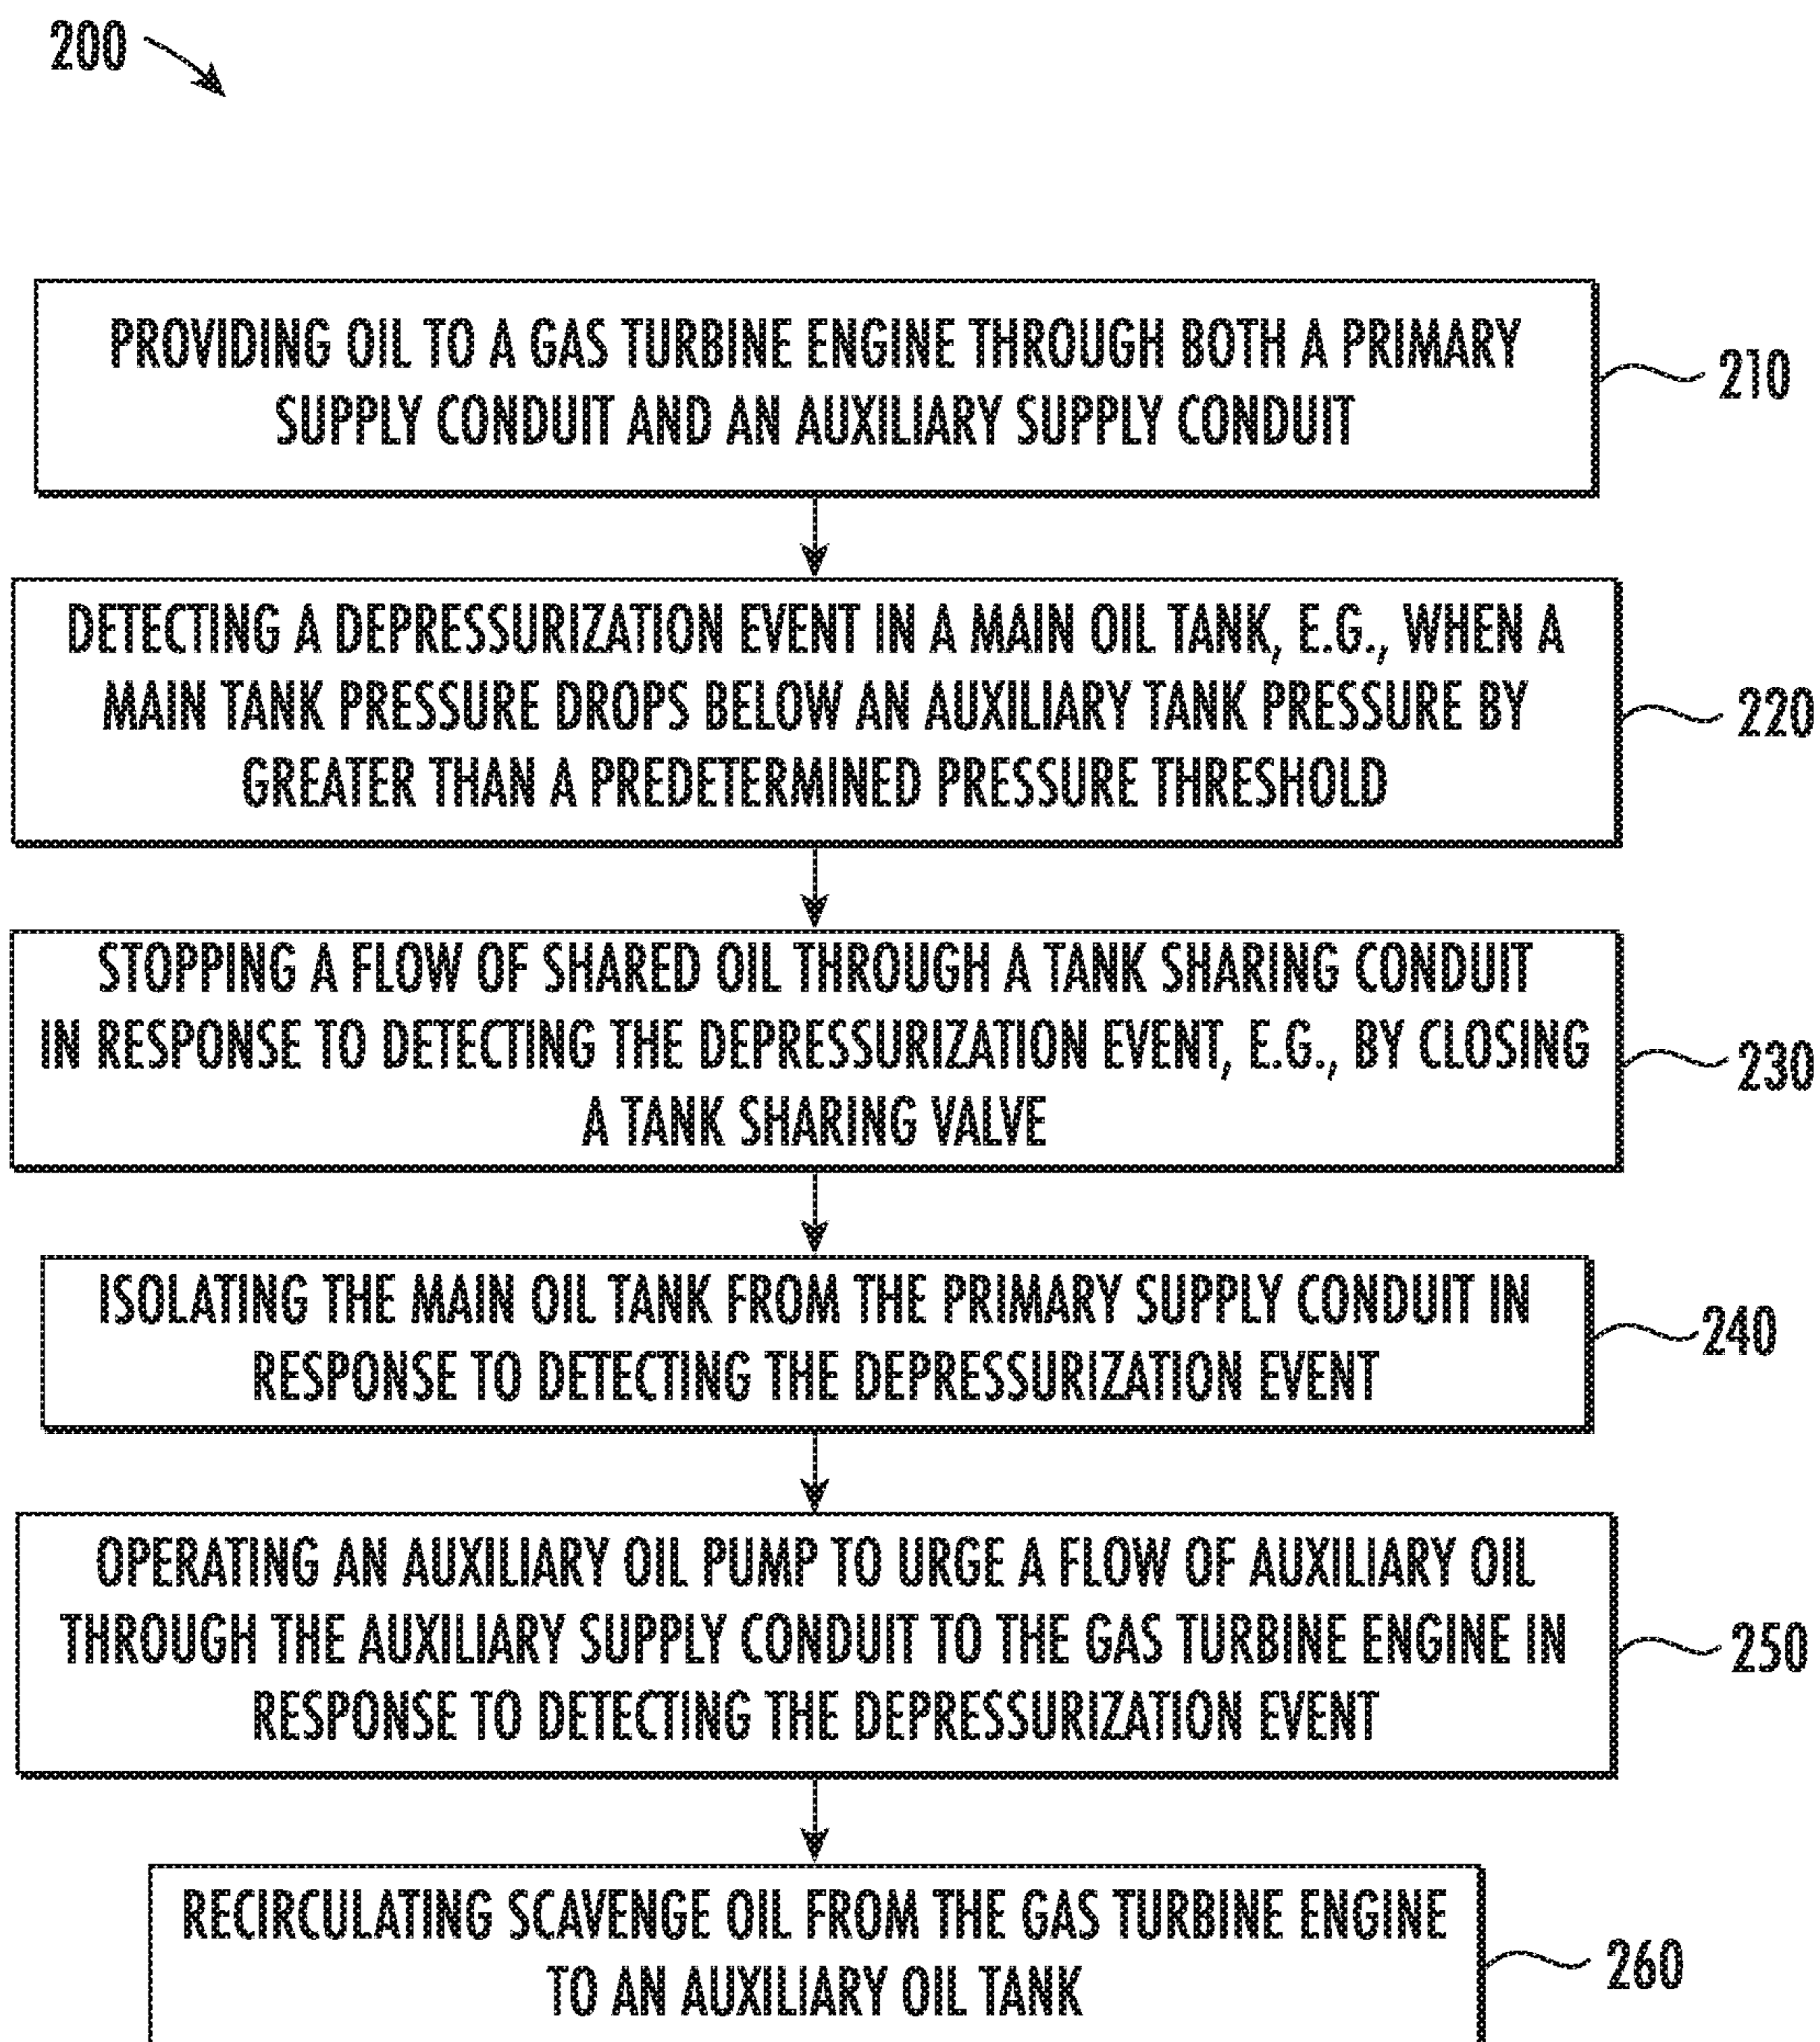 200
PROVIDING OIL TO A GAS TURBINE ENGINE THROUGH BOTH A PRIMARY
SUPPLY CONDUIT AND AN AUXILIARY SUPPLY CONDUIT
210
DETECTING A DEPRESSURIZATION EVENT IN A MAIN OIL TANK, E.G., WHEN A
MAIN TANK PRESSURE DROPS BELOW AN AUXILIARY TANK PRESSURE BY
GREATER THAN A PREDETERMINED PRESSURE THRESHOLD
220
STOPPING A FLOW OF SHARED OIL THROUGH A TANK SHARING CONDUIT
IN RESPONSE TO DETECTING THE DEPRESSURIZATION EVENT, E.G., BY CLOSING
A TANK SHARING VALVE
230
ISOLATING THE MAIN OIL TANK FROM THE PRIMARY SUPPLY CONDUIT IN
RESPONSE TO DETECTING THE DEPRESSURIZATION EVENT
240
OPERATING AN AUXILIARY OIL PUMP TO URGE A FLOW OF AUXILIARY OIL
THROUGH THE AUXILIARY SUPPLY CONDUIT TO THE GAS TURBINE ENGINE IN
RESPONSE TO DETECTING THE DEPRESSURIZATION EVENT
250
RECIRCULATING SCAVENGE OIL FROM THE GAS TURBINE ENGINE
TO AN AUXILIARY OIL TANK
260